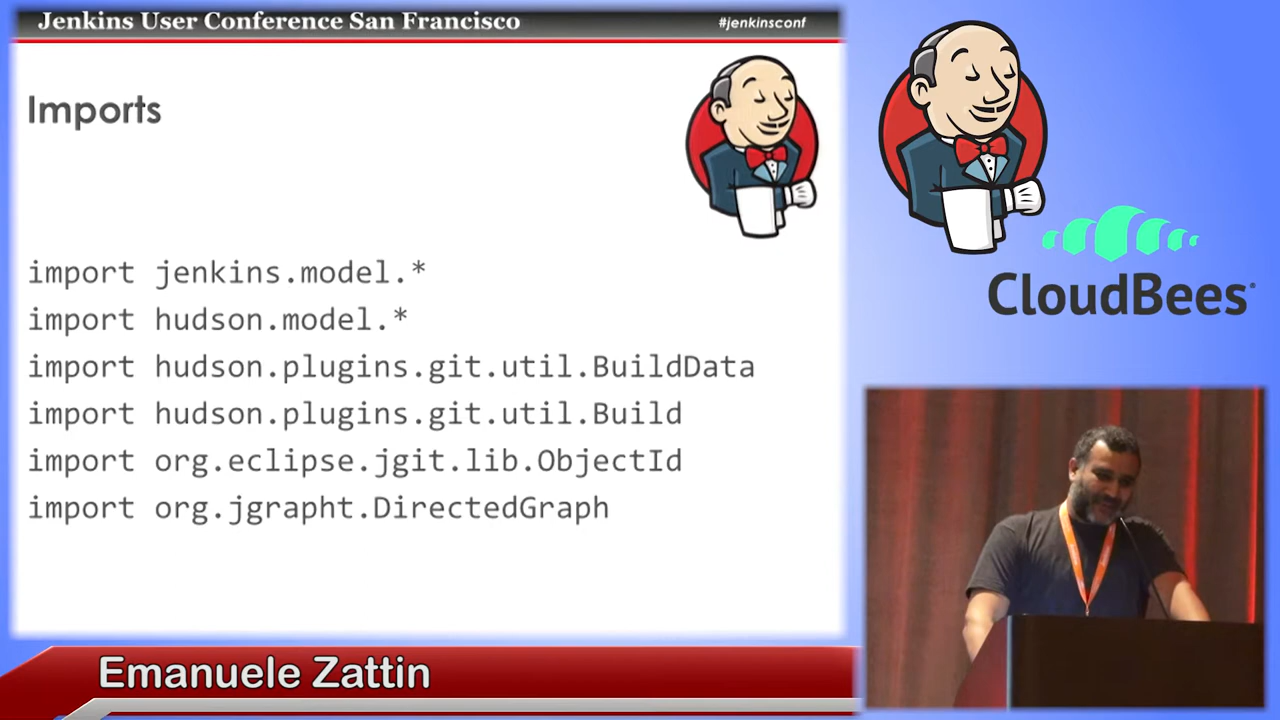 Jenkins User Conference San Francisco
#jenkinsconf
Imports
import jenkins.model.*
import hudson.model.*
import hudson.plugins.git.util.BuildData
import hudson.plugins.git.util.Build
import org.eclipse.jgit.lib.ObjectId
import org.jgrapht.DirectedGraph
CloudBees
Emanuele Zattin